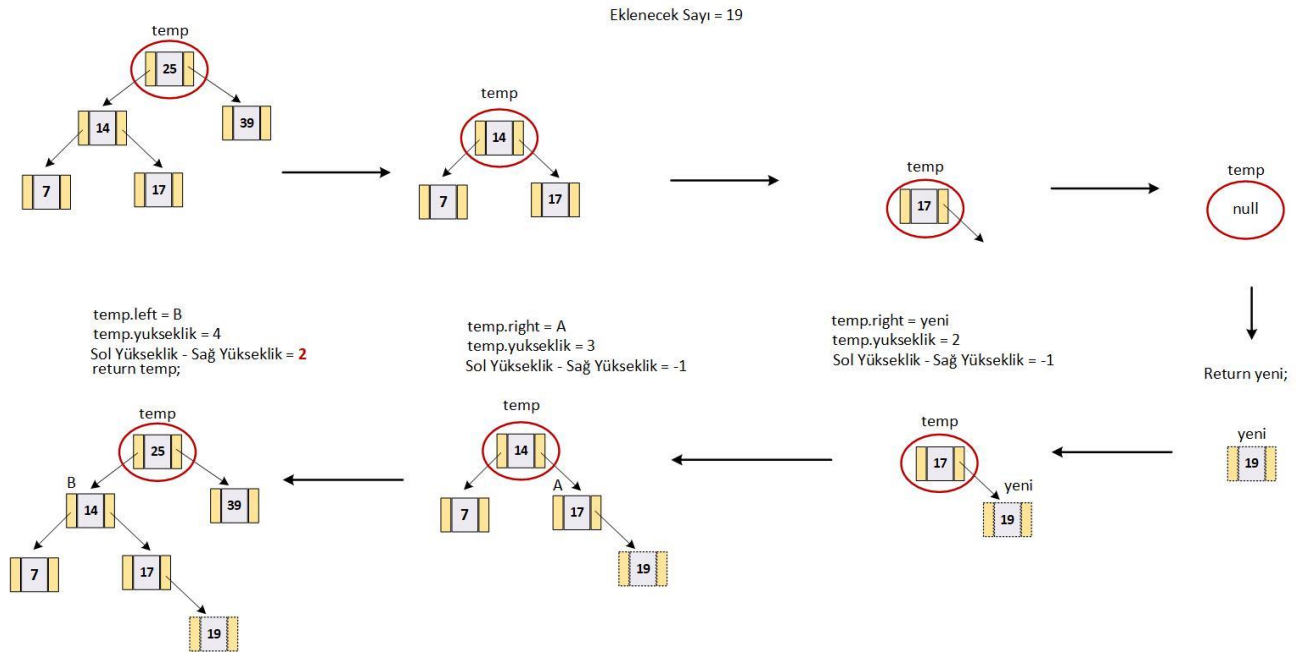 Eklenecek Sayı = 19
temp
25
14
39
7
17
temp
14
7
17
temp
17
temp
null
temp.left = B
temp.yukseklik = 4
Sol Yükseklik - Sağ Yükseklik = 2
return temp;
temp
25
B
14
39
7
17
19
temp.right = A
temp.yukseklik = 3
Sol Yükseklik - Sağ Yükseklik = -1
temp
14
A
7
17
19
temp.right = yeni
temp.yukseklik = 2
Sol Yükseklik - Sağ Yükseklik = -1
temp
17
yeni
19
Return yeni;
yeni
19